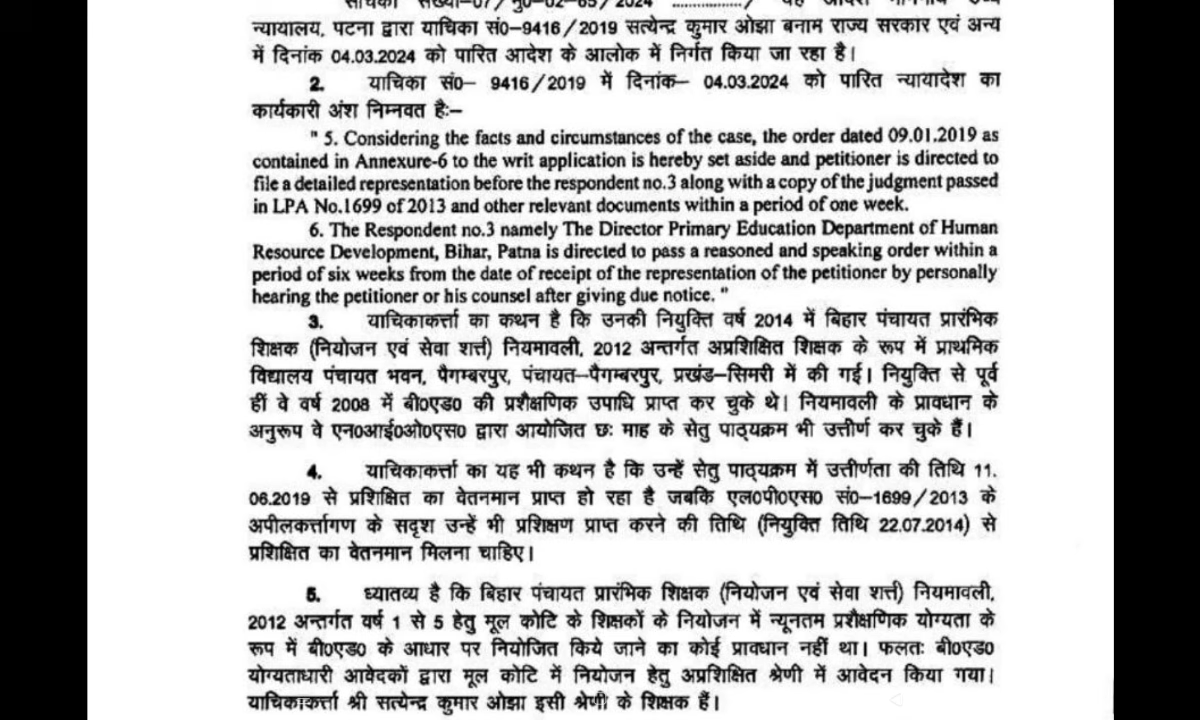 संख्या–07/मु0–02–65/2024 ................./ यह आदेश माननीय उच्च
न्यायालय, पटना द्वारा याचिका सं0–9416/2019 सत्येन्द्र कुमार ओझा बनाम राज्य सरकार एवं अन्य
में दिनांक 04.03.2024 को पारित आदेश के आलोक में निर्गत किया जा रहा है।
2. याचिका सं0– 9416/2019 में दिनांक– 04.03.2024 को पारित न्यायादेश का
कार्यकारी अंश निम्नवत है:–
" 5. Considering the facts and circumstances of the case, the order dated 09.01.2019 as
contained in Annexure-6 to the writ application is hereby set aside and petitioner is directed to
file a detailed representation before the respondent no.3 along with a copy of the judgment passed
in LPA No.1699 of 2013 and other relevant documents within a period of one week.
6. The Respondent no.3 namely The Director Primary Education Department of Human
Resource Development, Bihar, Patna is directed to pass a reasoned and speaking order within a
period of six weeks from the date of receipt of the representation of the petitioner by personally
hearing the petitioner or his counsel after giving due notice. "
3. याचिकाकर्त्ता का कथन है कि उनकी नियुक्ति वर्ष 2014 में बिहार पंचायत प्रारंभिक
शिक्षक (नियोजन एवं सेवा शर्त्त) नियमावली, 2012 अन्तर्गत अप्रशिक्षित शिक्षक के रूप में प्राथमिक
विद्यालय पंचायत भवन, पैगम्बरपुर, पंचायत–पैगम्बरपुर, प्रखंड–सिमरी में की गई। नियुक्ति से पूर्व
हीं वे वर्ष 2008 में बी0एड0 की प्रशैक्षणिक उपाधि प्राप्त कर चुके थे। नियमावली के प्रावधान के
अनुरूप वे एन0आई0ओ0एस0 द्वारा आयोजित छः माह के सेतु पाठ्यक्रम भी उत्तीर्ण कर चुके हैं।
4. याचिकाकर्त्ता का यह भी कथन है कि उन्हें सेतु पाठ्यक्रम में उत्तीर्णता की तिथि 11.
06.2019 से प्रशिक्षित का वेतनमान प्राप्त हो रहा है जबकि एल0पी0एस0 सं0–1699/2013 के
अपीलकर्त्तागण के सदृश उन्हें भी प्रशिक्षण प्राप्त करने की तिथि (नियुक्ति तिथि 22.07.2014) से
प्रशिक्षित का वेतनमान मिलना चाहिए।
5. ध्यातव्य है कि बिहार पंचायत प्रारंभिक शिक्षक (नियोजन एवं सेवा शर्त्त) नियमावली,
2012 अन्तर्गत वर्ष 1 से 5 हेतु मूल कोटि के शिक्षकों के नियोजन में न्यूनतम प्रशैक्षणिक योग्यता के
रूप में बी0एड0 के आधार पर नियोजित किये जाने का कोई प्रावधान नहीं था। फलतः बी0एड0
योग्यताधारी आवेदकों द्वारा मूल कोटि में नियोजन हेतु अप्रशिक्षित श्रेणी में आवेदन किया गया।
याचिकाकर्त्ता श्री सत्येन्द्र कुमार ओझा इसी श्रेणी के शिक्षक हैं।